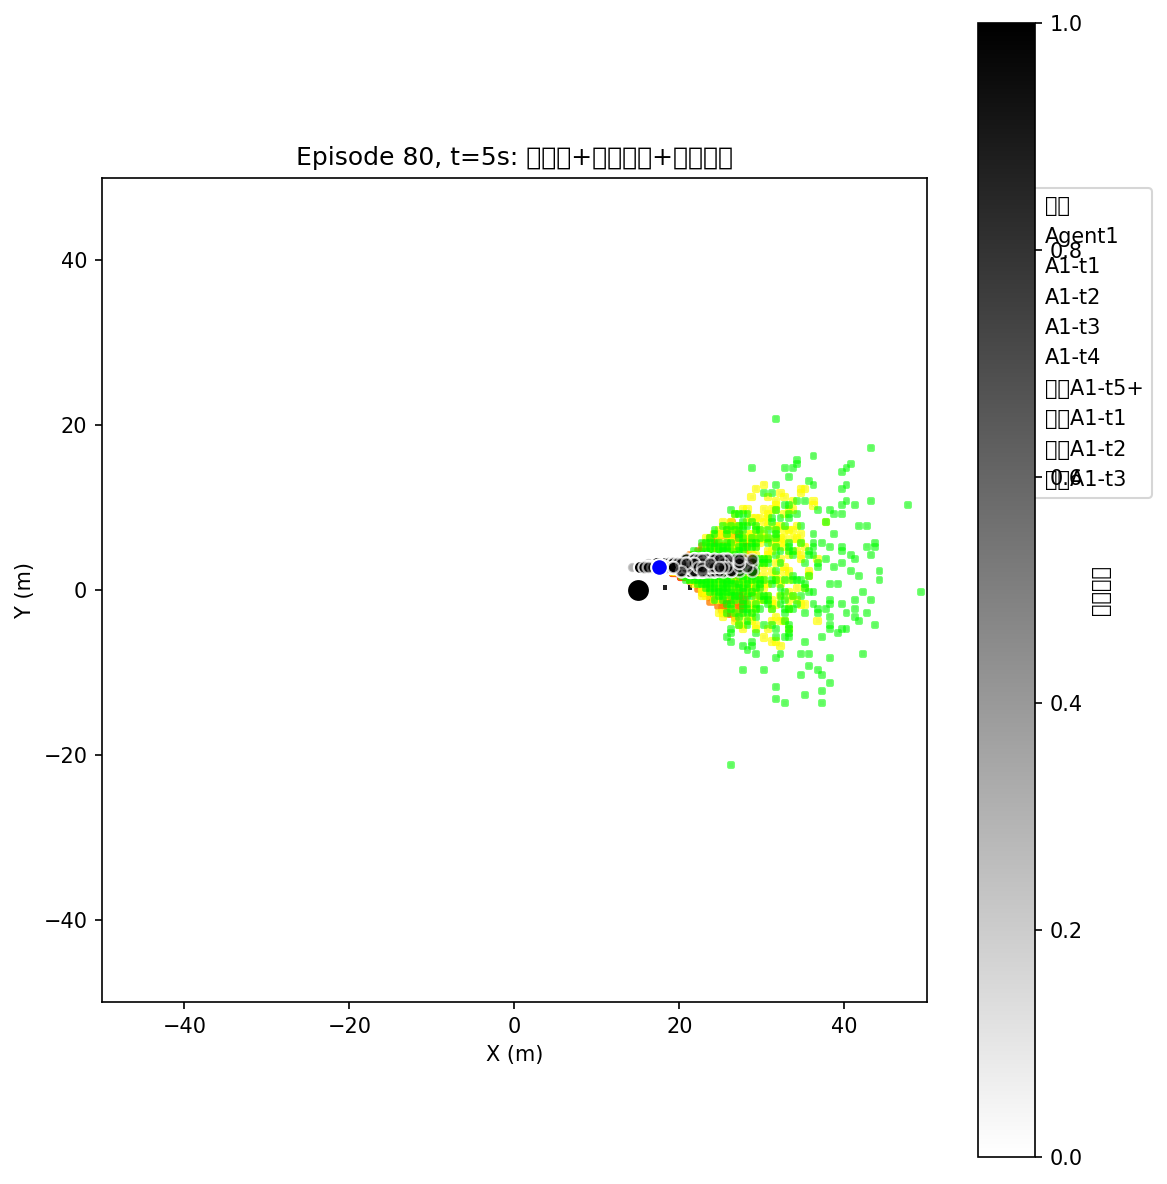 Episode 80, t=5s: □□□+□□□□+□□□□
40
20
0
−20
−40
Y (m)
−40
−20
0
20
40
X (m)
1.0
0.8
0.6
0.4
0.2
0.0
□□□□
□□
Agent1
A1-t1
A1-t2
A1-t3
A1-t4
□□A1-t5+
□□A1-t1
□□A1-t2
□□A1-t3